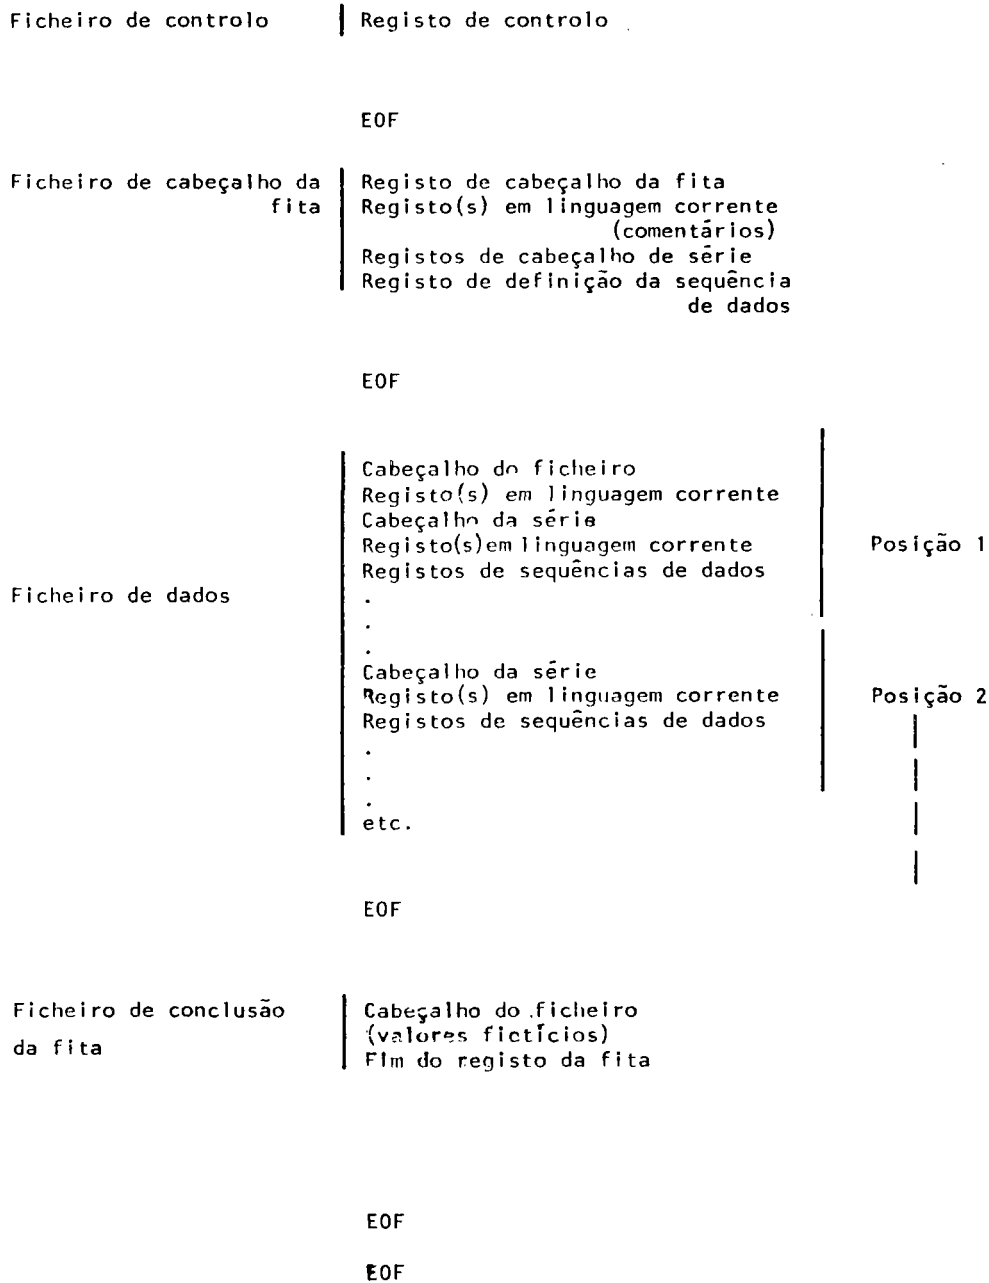 Ficheiro de controlo Registo de controlo
EOF
Ficheiro de cabeçalho da fita
Registo de cabeçalho da fita
Registo(s) em linguagem corrente
(comentários)
Registos de cabeçalho de série
Registo de definição da sequência
de dados
EOF
Ficheiro de dados
Cabeçalho do ficheiro
Registo(s) em linguagem corrente
Cabeçalho da série
Registo(s)em linguagem corrente
Registos de sequências de dados
.
.
.
Posição 1
Cabeçalho da série
Registo(s) em linguagem corrente
Registos de sequências de dados
.
.
.
etc.
Posição 2
EOF
Ficheiro de conclusão
da fita
Cabeçalho do ficheiro
(valores fictícios)
Fim do registo da fita
EOF
EOF